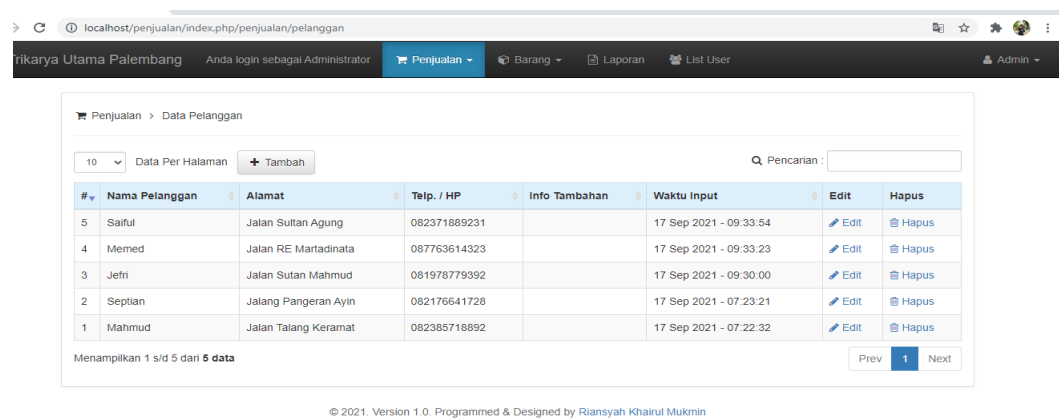 localhost/penjualan/index.php/penjualan/pelanggan
Trikarya Utama Palembang Anda login sebagai Administrator Penjualan Barang Laporan List User Admin
Penjualan > Data Pelanggan
10 Data Per Halaman + Tambah Pencarian :
# Nama Pelanggan Alamat Telp. / HP Info Tambahan Waktu Input Edit Hapus
5 Saiful Jalan Sultan Agung 082371889231 17 Sep 2021 - 09:33:54 Edit Hapus
4 Memed Jalan RE Martadinata 087763614323 17 Sep 2021 - 09:33:23 Edit Hapus
3 Jefri Jalan Sutan Mahmud 081978779392 17 Sep 2021 - 09:30:00 Edit Hapus
2 Septian Jalang Pangeran Ayin 082176641728 17 Sep 2021 - 07:23:21 Edit Hapus
1 Mahmud Jalan Talang Keramat 082385718892 17 Sep 2021 - 07:22:32 Edit Hapus
Menampilkan 1 s/d 5 dari 5 data Prev 1 Next
© 2021. Version 1.0. Programmed & Designed by Riansyah Khairul Mukmin